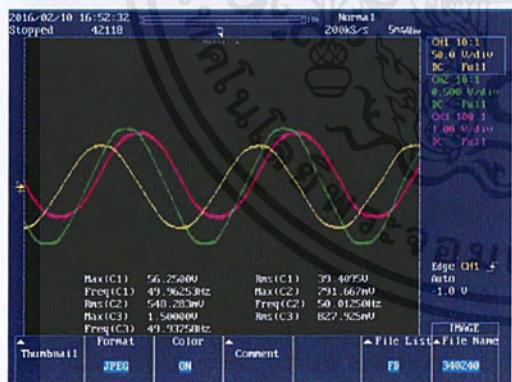 2016/02/10 16:52:32
Normal
Stopped 42118
200kS/s 5ms/div
CH1 10:1
50.0 V/div
DC Full
CH2 10:1
0.500 V/div
DC Full
CH3 100:1
1.00 V/div
DC Full
Edge CH1
Auto
-1.0 V
Max(C1) 56.2500V Rms(C1) 39.4095V
Freq(C1) 49.9625Hz Max(C2) 791.667mV
Rms(C2) 548.283mV Freq(C2) 50.01250Hz
Max(C3) 1.50000V Rms(C3) 827.925mV
Freq(C3) 49.9375Hz
IMAGE
Thumbnail
Format
JPEG
Color
ON
Comment
File List
FD
File Name
340240